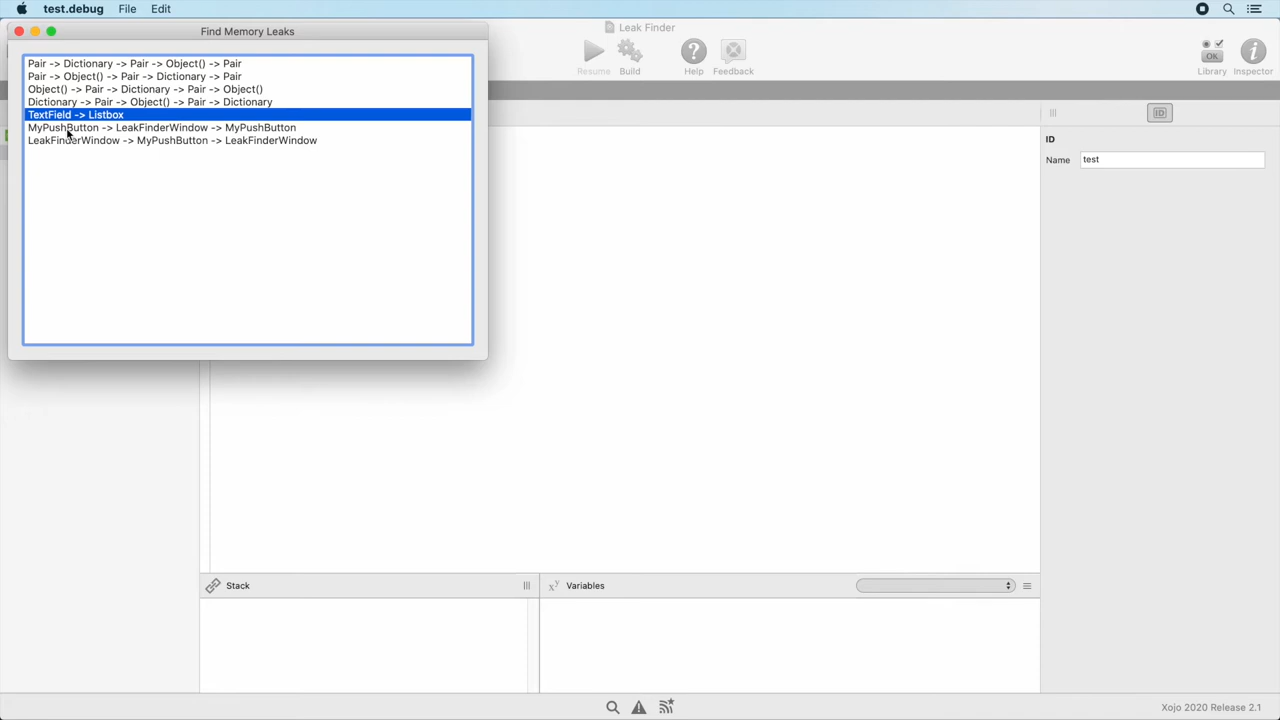 test.debug File Edit
Find Memory Leaks
Leak Finder
Resume Build Help Feedback Library Inspector
OK
Pair -> Dictionary -> Pair -> Object() -> Pair
Pair -> Object() -> Pair -> Dictionary -> Pair
Object() -> Pair -> Dictionary -> Pair -> Object()
Dictionary -> Pair -> Object() -> Pair -> Dictionary
TextField -> Listbox
MyPushButton -> LeakFinderWindow -> MyPushButton
LeakFinderWindow -> MyPushButton -> LeakFinderWindow
ID
ID
Name test
Stack
Variables
Xojo 2020 Release 2.1